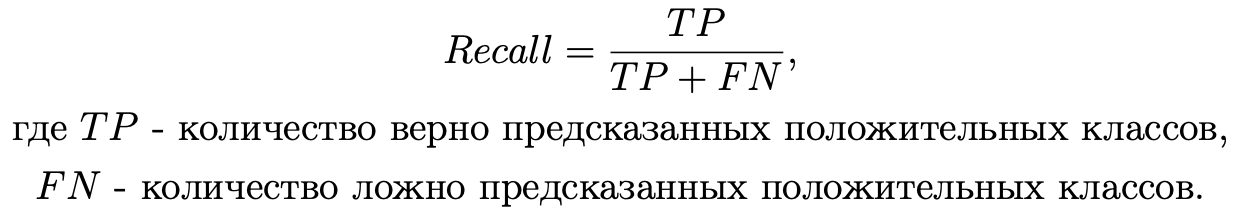 Recall = TP / (TP + FN),
где TP - количество верно предсказанных положительных классов,
FN - количество ложно предсказанных положительных классов.